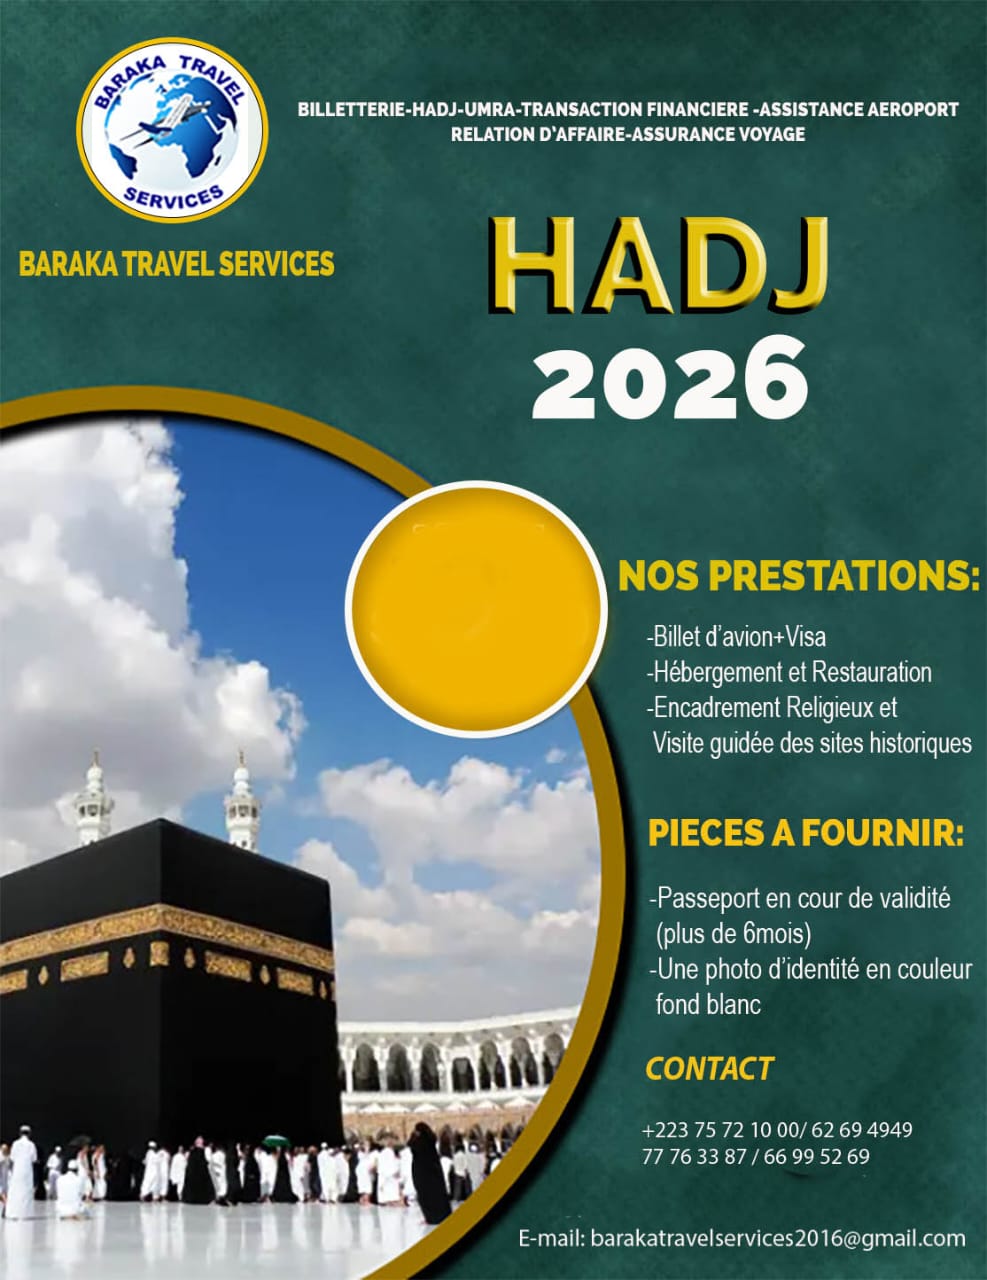 BARAKA TRAVEL
SERVICES
BILLETTERIE-HADJ-UMRA-TRANSACTION FINANCIERE -ASSISTANCE AEROPORT
RELATION D'AFFAIRE-ASSURANCE VOYAGE
BARAKA TRAVEL SERVICES
HADJ
2026
NOS PRESTATIONS:
-Billet d’avion+Visa
-Hébergement et Restauration
-Encadrement Religieux et
Visite guidée des sites historiques
PIECES A FOURNIR:
-Passeport en cour de validité
(plus de 6mois)
-Une photo d’identité en couleur
fond blanc
CONTACT
+223 75 72 10 00/ 62 69 4949
77 76 33 87 / 66 99 52 69
E-mail: barakatravelservices2016@gmail.com